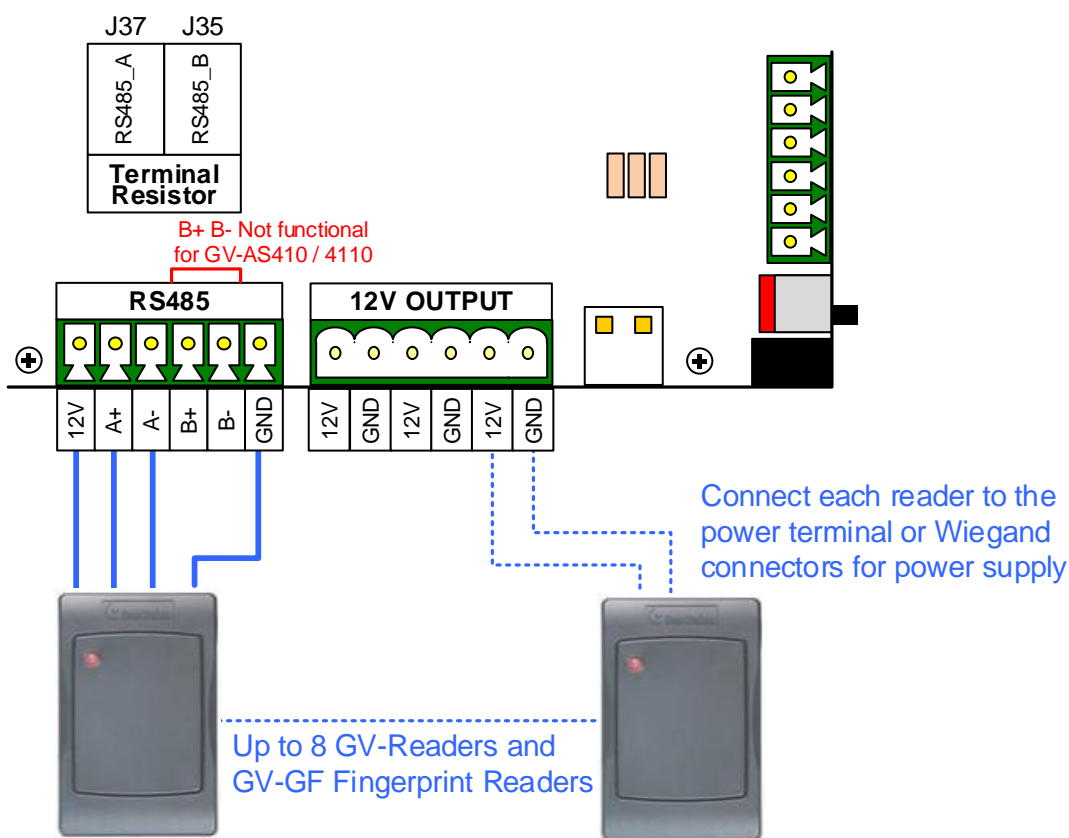 J37 J35
RS485_A RS485_B
Terminal
Resistor
B+ B- Not functional
for GV-AS410 / 4110
RS485 12V OUTPUT
12V A+ A- B+ B- GND 12V GND 12V GND 12V GND
Connect each reader to the
power terminal or Wiegand
connectors for power supply
Up to 8 GV-Readers and
GV-GF Fingerprint Readers